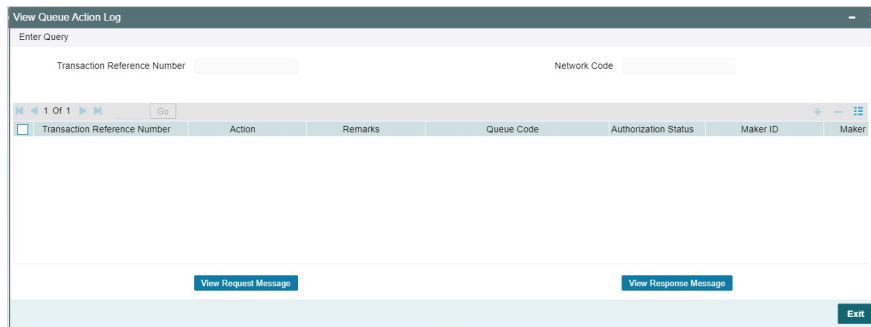 View Queue Action Log
Enter Query
Transaction Reference Number Network Code
1 Of 1 Go
Transaction Reference Number Action Remarks Queue Code Authorization Status Maker ID Maker
View Request Message View Response Message
Exit